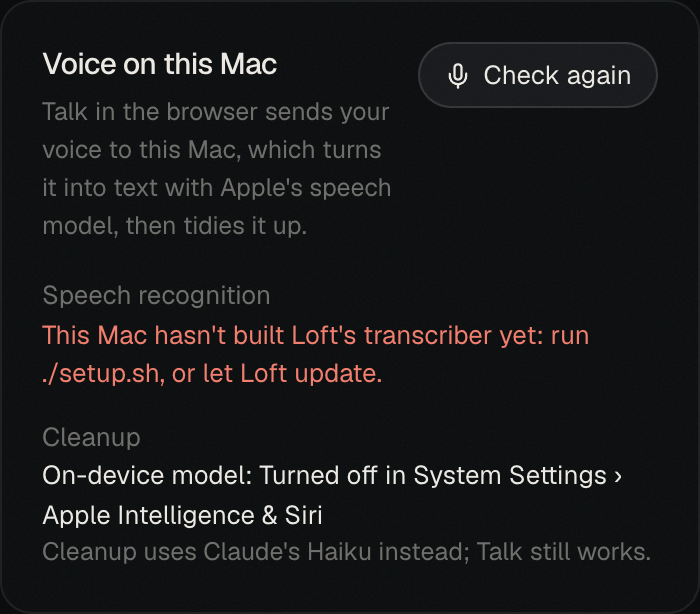 Voice on this Mac
Check again
Talk in the browser sends your
voice to this Mac, which turns
it into text with Apple's speech
model, then tidies it up.
Speech recognition
This Mac hasn't built Loft's transcriber yet: run
./setup.sh, or let Loft update.
Cleanup
On-device model: Turned off in System Settings ›
Apple Intelligence & Siri
Cleanup uses Claude's Haiku instead; Talk still works.